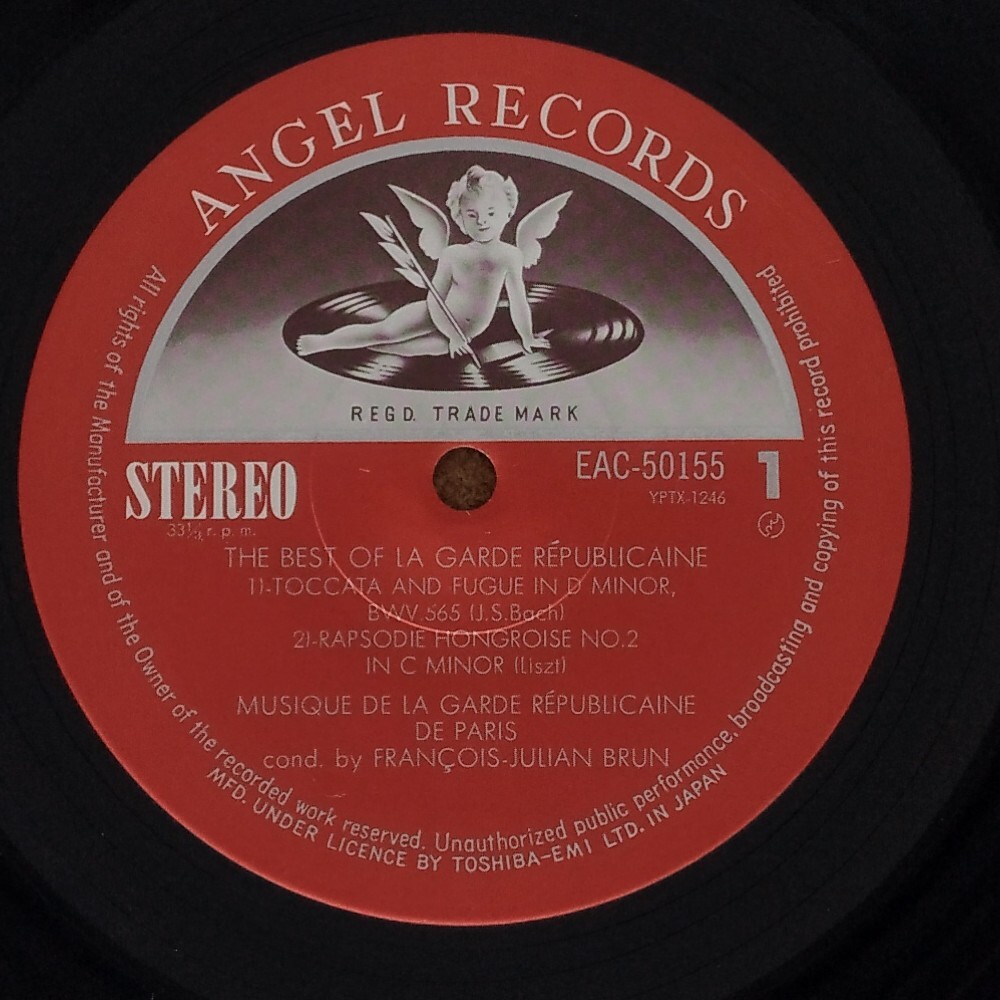 ANGEL RECORDS
REGD. TRADE MARK
STEREO
33⅓ r. p. m.
EAC-50155
YPTX-1246
1
THE BEST OF LA GARDE RÉPUBLICAINE
1)-TOCCATA AND FUGUE IN D MINOR,
BWV.565 (J.S.Bach)
2)-RAPSODIE HONGROISE NO.2
IN C MINOR (Liszt)
MUSIQUE DE LA GARDE RÉPUBLICAINE
DE PARIS
cond. by FRANÇOIS-JULIAN BRUN
All rights of the Manufacturer and of the Owner of the recorded work reserved. Unauthorized public performance, broadcasting and copying of this record prohibited
MFD. UNDER LICENCE BY TOSHIBA-EMI LTD. IN JAPAN